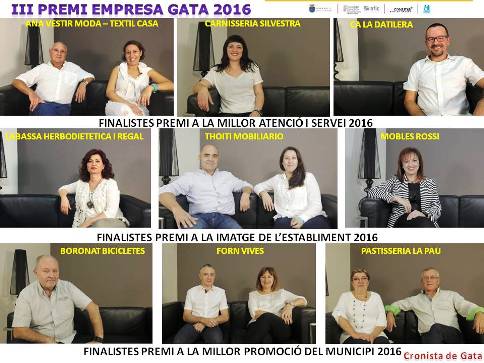 III PREMI EMPRESA GATA 2016
ANA VESTIR MODA – TEXTIL CASA
CARNISSERIA SILVESTRA
CA LA DATILERA
FINALISTES PREMI A LA MILLOR ATENCIÓ I SERVEI 2016
CABASSA HERBODIETETICA I REGAL
THOITI MOBILIARIO
MOBLES ROSSI
FINALISTES PREMI A LA IMATGE DE L'ESTABLIMENT 2016
BORONAT BICICLETES
FORN VIVES
PASTISSERIA LA PAU
FINALISTES PREMI A LA MILLOR PROMOCIÓ DEL MUNICIPI 2016
Cronista de Gata